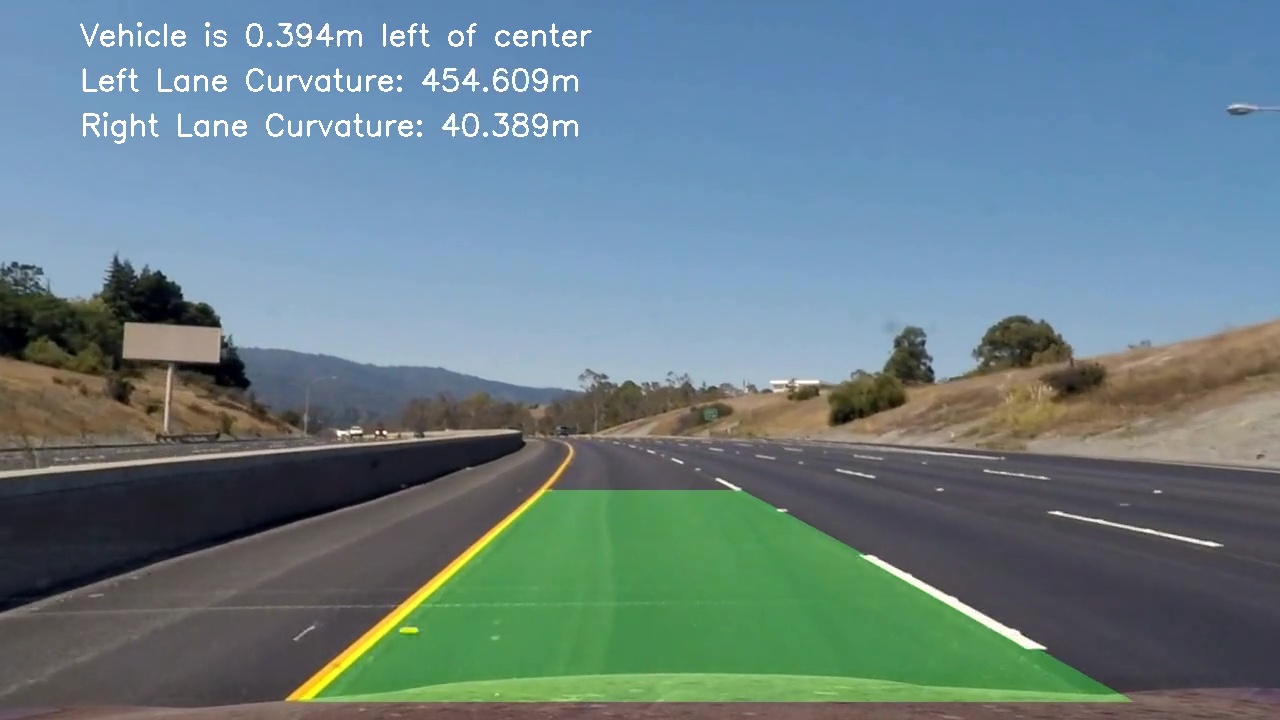 Vehicle is 0.394m left of center
Left Lane Curvature: 454.609m
Right Lane Curvature: 40.389m